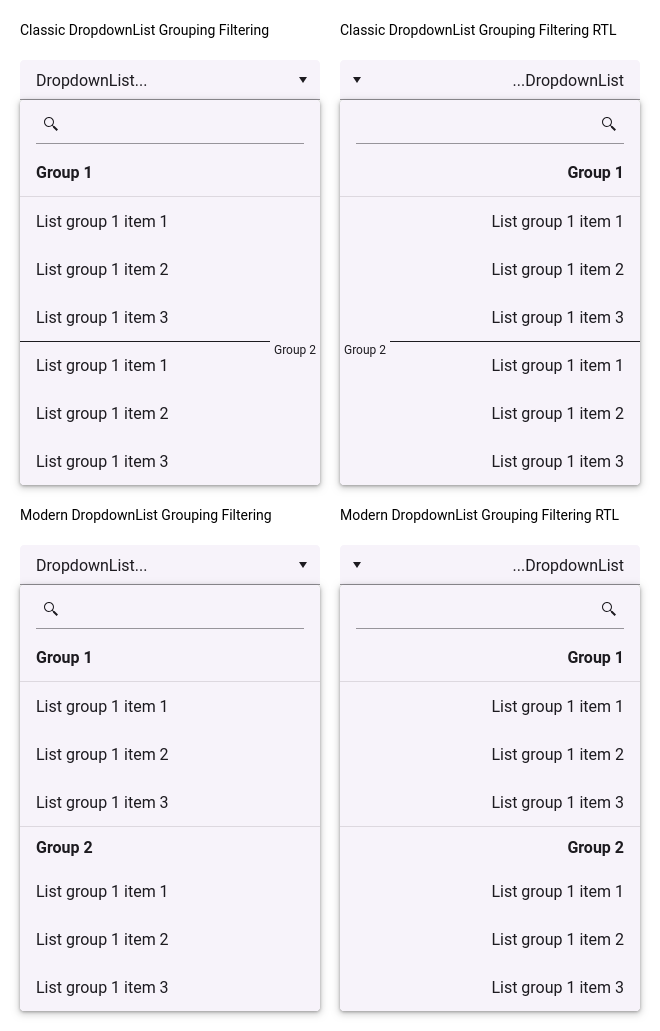 Classic DropdownList Grouping Filtering
DropdownList...
Group 1
List group 1 item 1
List group 1 item 2
List group 1 item 3
Group 2
List group 1 item 1
List group 1 item 2
List group 1 item 3
Classic DropdownList Grouping Filtering RTL
...DropdownList
Group 1
List group 1 item 1
List group 1 item 2
List group 1 item 3
Group 2
List group 1 item 1
List group 1 item 2
List group 1 item 3
Modern DropdownList Grouping Filtering
DropdownList...
Group 1
List group 1 item 1
List group 1 item 2
List group 1 item 3
Group 2
List group 1 item 1
List group 1 item 2
List group 1 item 3
Modern DropdownList Grouping Filtering RTL
...DropdownList
Group 1
List group 1 item 1
List group 1 item 2
List group 1 item 3
Group 2
List group 1 item 1
List group 1 item 2
List group 1 item 3